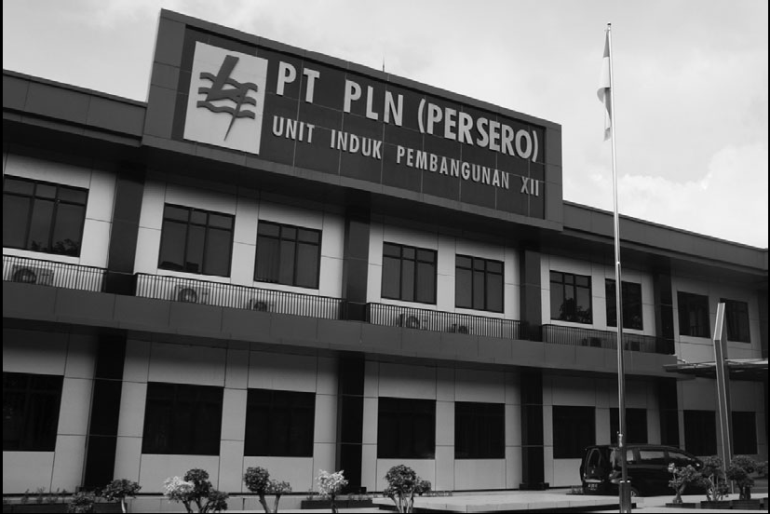 PT PLN (PERSERO)
UNIT INDUK PEMBANGUNAN XII